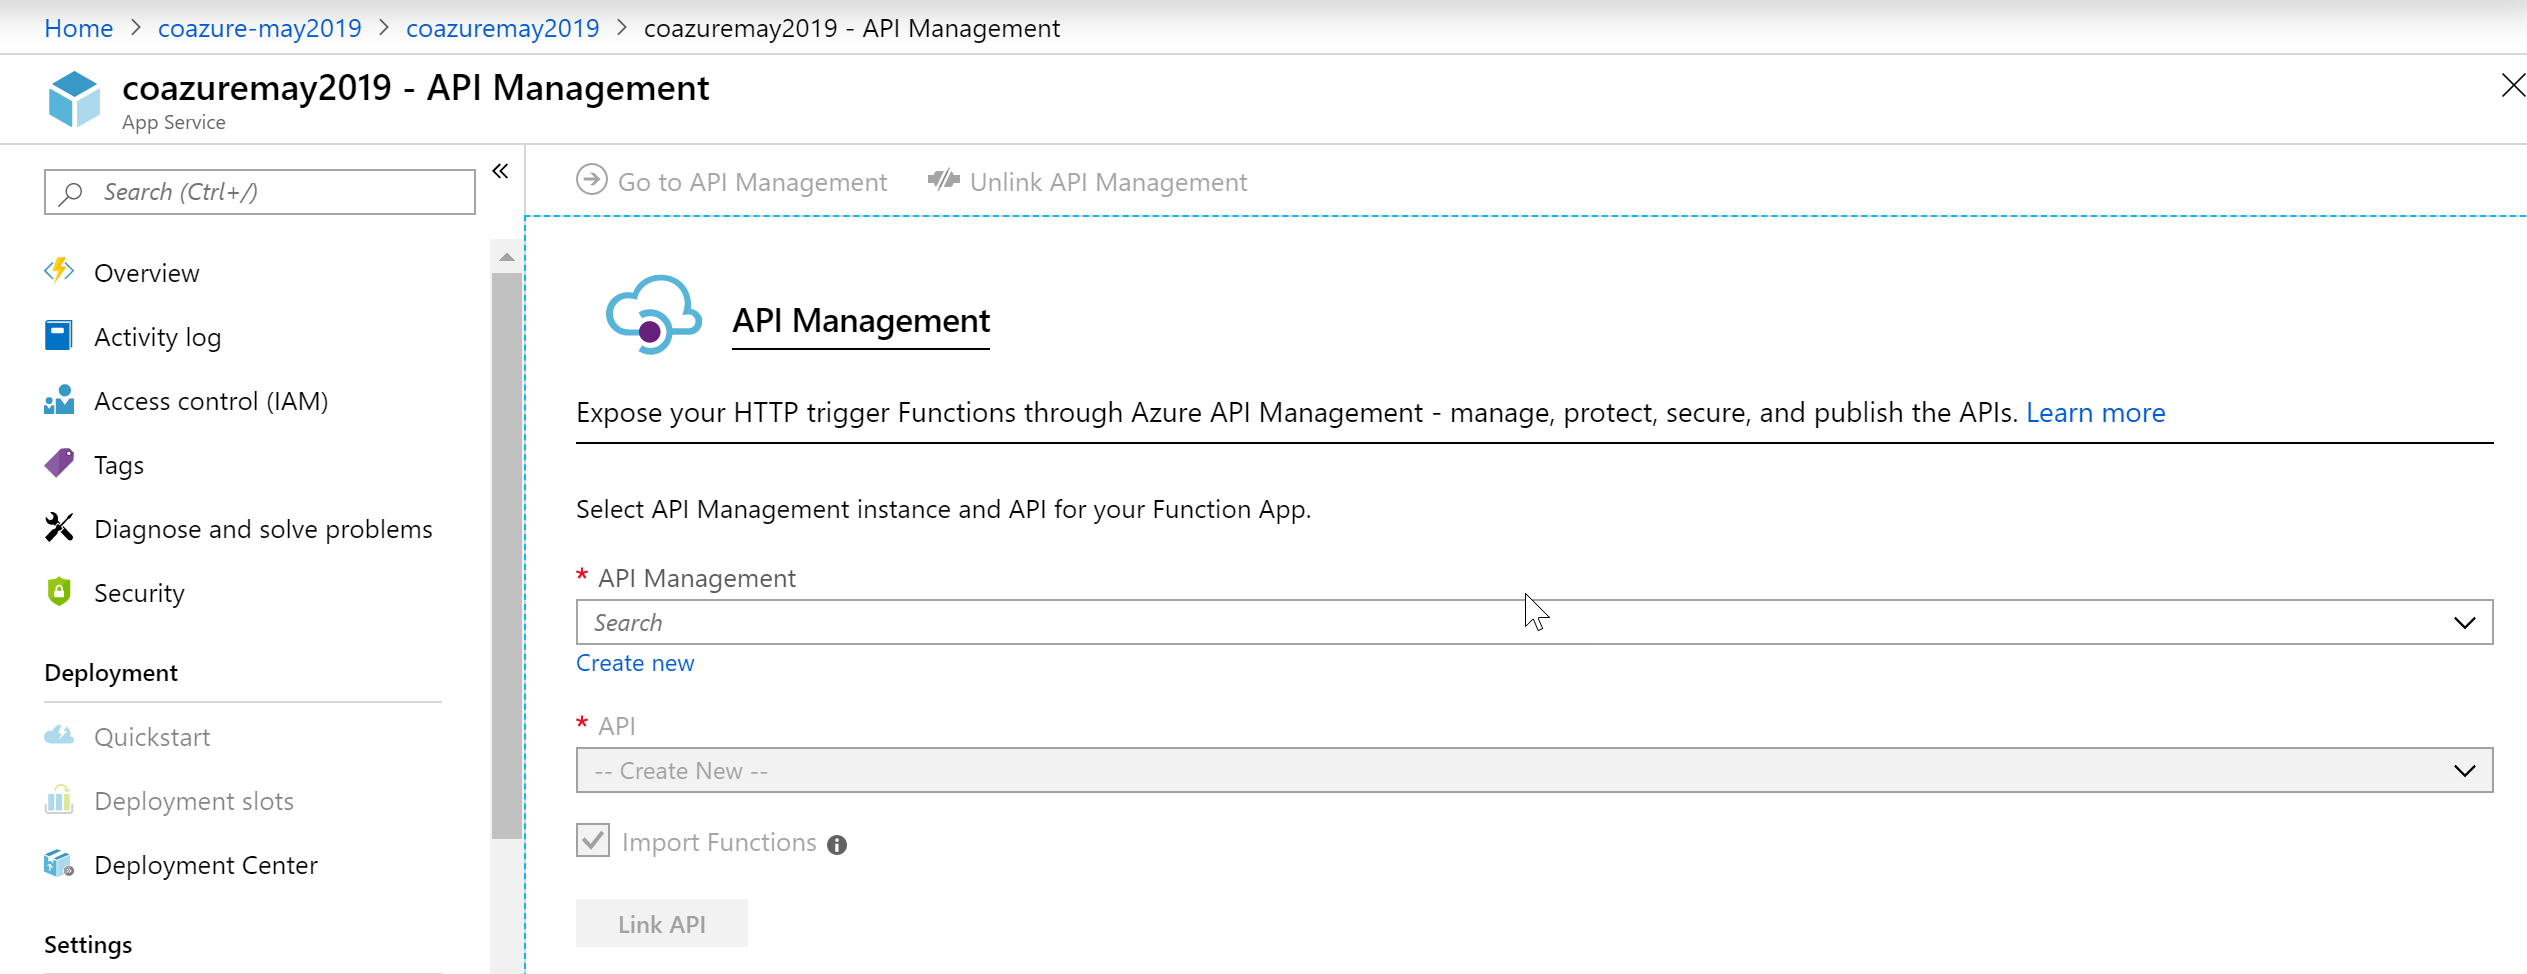 Home > coazure-may2019 > coazuremay2019 > coazuremay2019 - API Management
coazuremay2019 - API Management
App Service
Search (Ctrl+/)
«
Overview
Activity log
Access control (IAM)
Tags
Diagnose and solve problems
Security
Deployment
Quickstart
Deployment slots
Deployment Center
Settings
Go to API Management Unlink API Management
API Management
Expose your HTTP trigger Functions through Azure API Management - manage, protect, secure, and publish the APIs. Learn more
Select API Management instance and API for your Function App.
* API Management
Search
Create new
* API
-- Create New --
Import Functions
Link API